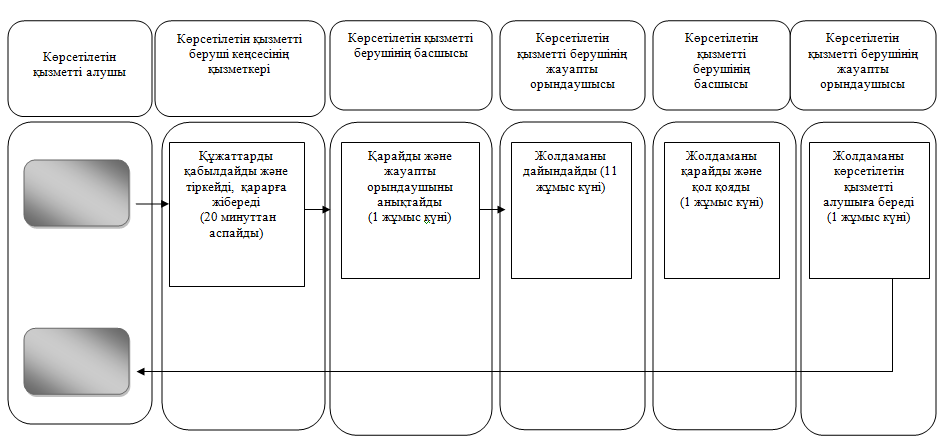 Көрсетілетін
қызметті алушы
Көрсетілетін қызметті
беруші кеңсесінің
қызметкері
Көрсетілетін қызметті
берушінің басшысы
Көрсетілетін
қызметті берушінің
жауапты
орындаушысы
Көрсетілетін
қызметті
берушінің
басшысы
Көрсетілетін
қызметті берушінің
жауапты
орындаушысы
Құжаттарды
қабылдайды және
тіркейді, қарарға
жібереді
(20 минуттан
аспайды)
Қарайды және
жауапты
орындаушыны
анықтайды
(1 жұмыс күні)
Жолдаманы
дайындайды (11
жұмыс күні)
Жолдаманы
қарайды және
қол қояды
(1 жұмыс күні)
Жолдаманы
көрсетілетін
қызметті
алушыға береді
(1 жұмыс күні)